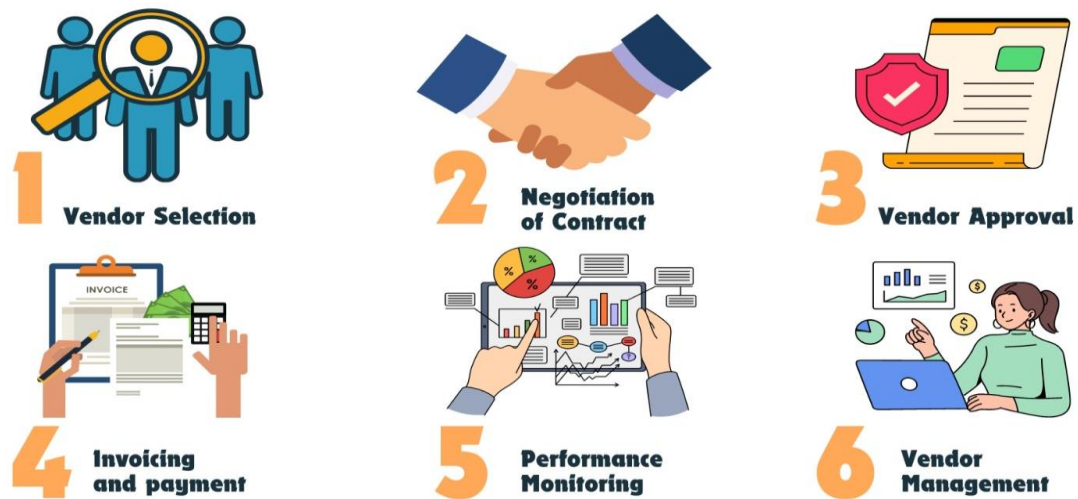 1
Vendor Selection
2
Negotiation
of Contract
3
Vendor Approval
INVOICE
4
Invoicing
and payment
%
%
%
5
Performance
Monitoring
$
$
6
Vendor
Management